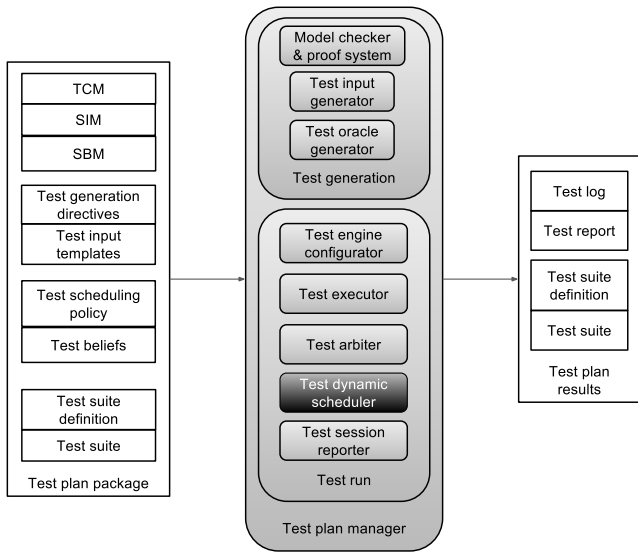 TCM
SIM
SBM
Test generation
directives
Test input
templates
Test scheduling
policy
Test beliefs
Test suite
definition
Test suite
Test plan package
Model checker
& proof system
Test input
generator
Test oracle
generator
Test generation
Test engine
configurator
Test executor
Test arbiter
Test dynamic
scheduler
Test session
reporter
Test run
Test plan manager
Test log
Test report
Test suite
definition
Test suite
Test plan
results